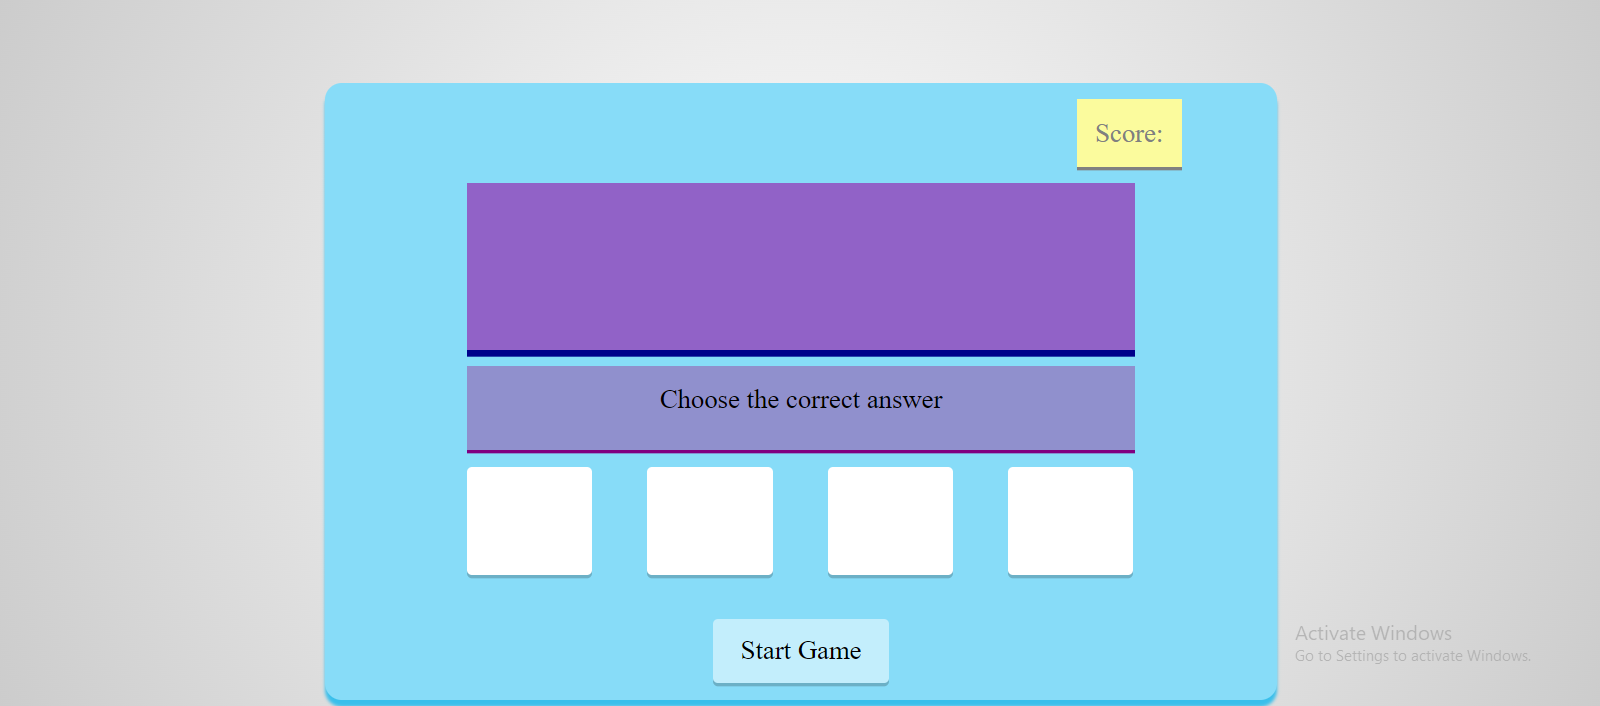 Score:
Choose the correct answer
Start Game
Activate Windows
Go to Settings to activate Windows.